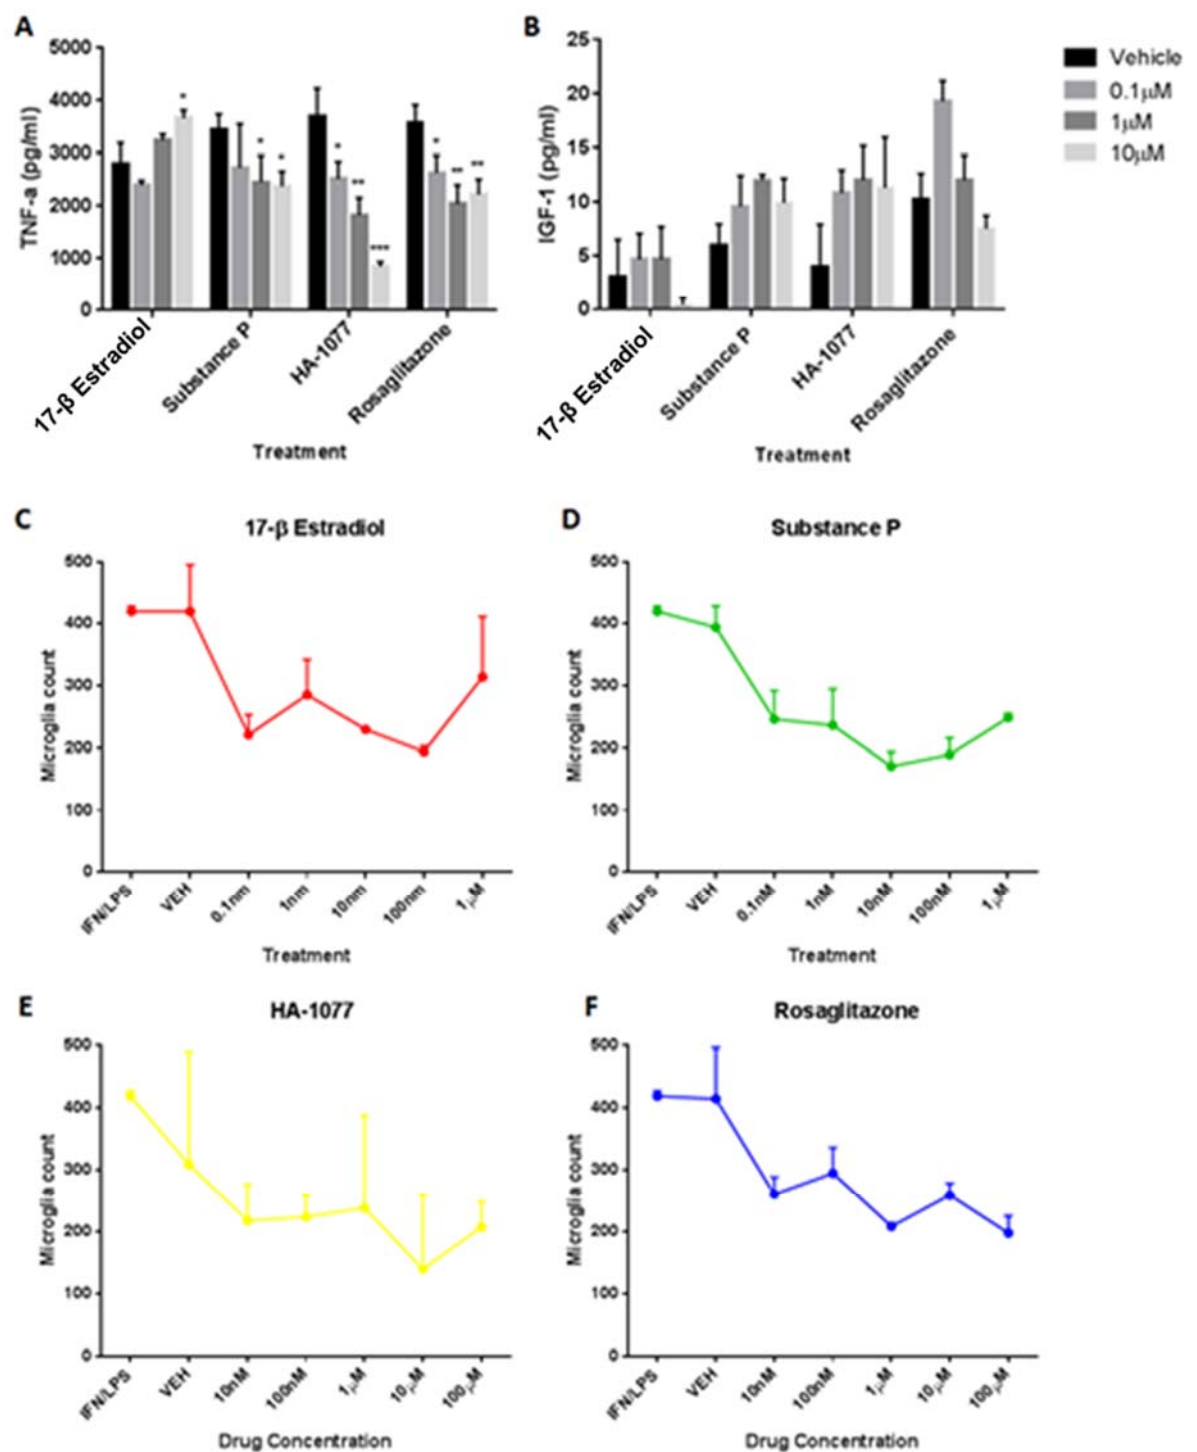 A
TNF-a (pg/ml)
5000
4000
3000
2000
1000
0
*
*
*
*
**
***
*
**
**
17-β Estradiol
Substance P
HA-1077
Rosaglitazone
Treatment
B
IGF-1 (pg/ml)
25
20
15
10
5
0
17-β Estradiol
Substance P
HA-1077
Rosaglitazone
Treatment
Vehicle
0.1μM
1μM
10μM
C
17-β Estradiol
Microglia count
500
400
300
200
100
0
IFN/LPS
VEH
0.1nm
1nm
10nm
100nm
1μM
Treatment
D
Substance P
Microglia count
500
400
300
200
100
0
IFN/LPS
VEH
0.1nM
1nM
10nM
100nM
1μM
Treatment
E
HA-1077
Microglia count
500
400
300
200
100
0
IFN/LPS
VEH
10nM
100nM
1μM
10μM
100μM
Drug Concentration
F
Rosaglitazone
Microglia count
500
400
300
200
100
0
IFN/LPS
VEH
10nM
100nM
1μM
10μM
100μM
Drug Concentration